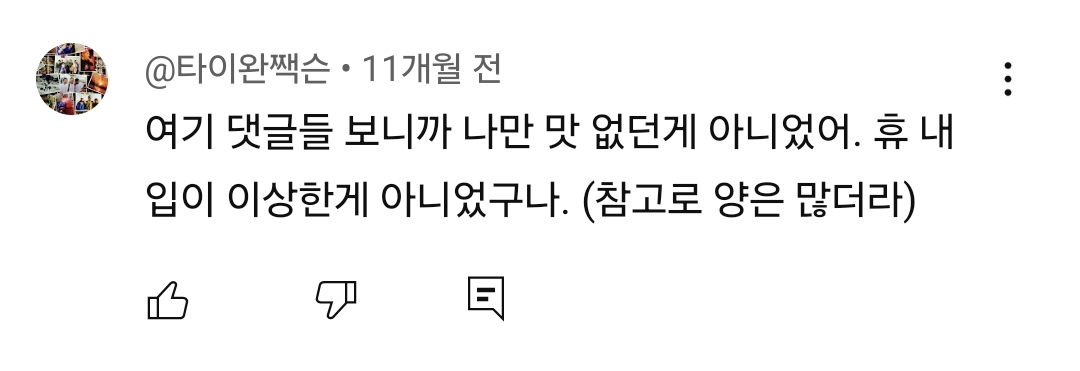 @타이완짹슨 • 11개월 전
여기 댓글들 보니까 나만 맛 없던게 아니었어. 휴 내
입이 이상한게 아니었구나. (참고로 양은 많더라)